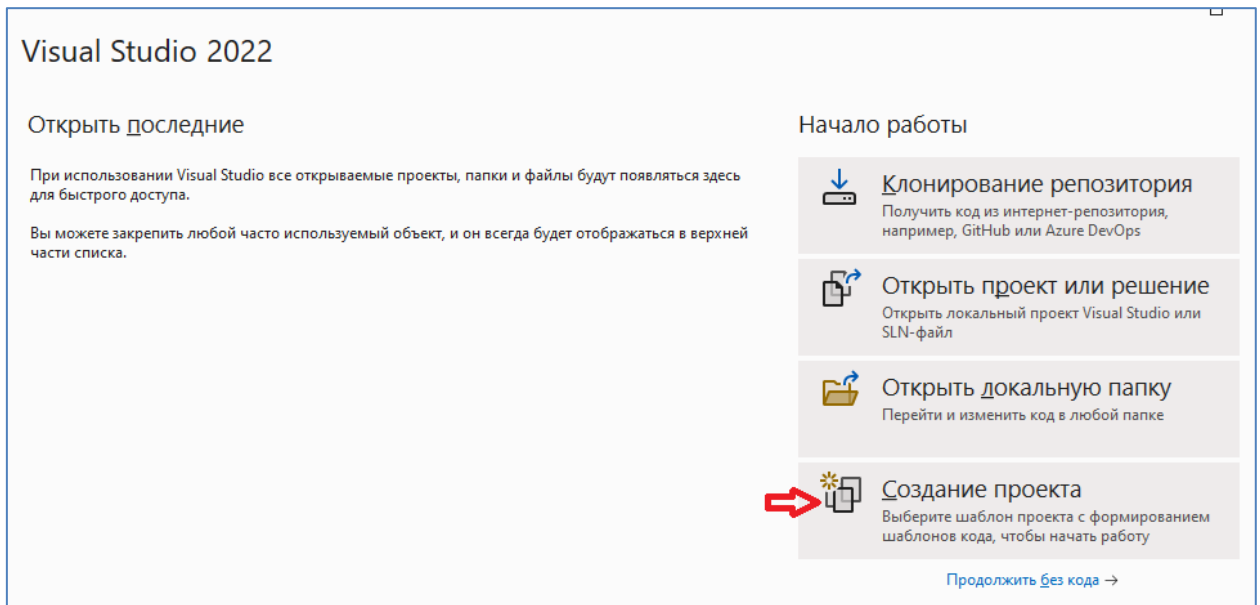 Visual Studio 2022
Открыть последние
При использовании Visual Studio все открываемые проекты, папки и файлы будут появляться здесь
для быстрого доступа.
Вы можете закрепить любой часто используемый объект, и он всегда будет отображаться в верхней
части списка.
Начало работы
Клонирование репозитория
Получить код из интернет-репозитория,
например, GitHub или Azure DevOps
Открыть проект или решение
Открыть локальный проект Visual Studio или
SLN-файл
Открыть локальную папку
Перейти и изменить код в любой папке
Создание проекта
Выберите шаблон проекта с формированием
шаблонов кода, чтобы начать работу
Продолжить без кода →